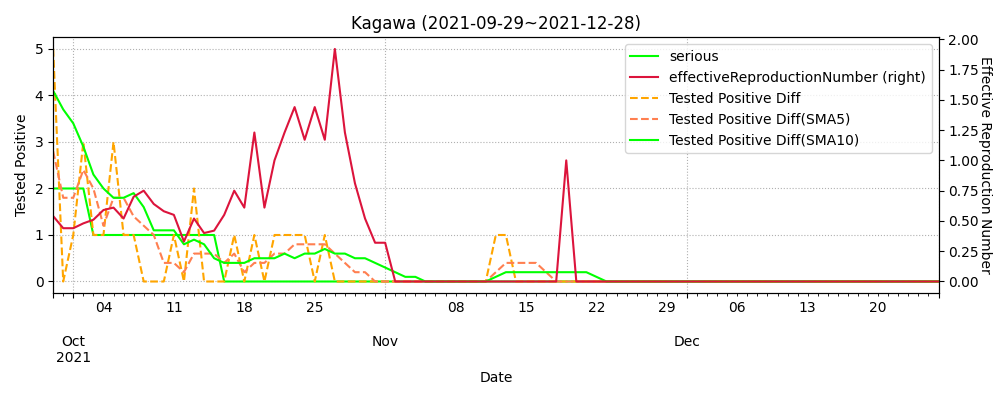 Kagawa (2021-09-29~2021-12-28)
Tested Positive
5
4
3
2
1
0
serious
effectiveReproductionNumber (right)
Tested Positive Diff
Tested Positive Diff(SMA5)
Tested Positive Diff(SMA10)
2.00
1.75
1.50
1.25
1.00
0.75
0.50
0.25
0.00
Effective Reproduction Number
04 11 18 25 08 15 22 29 06 13 20
Oct Nov Dec
2021
Date